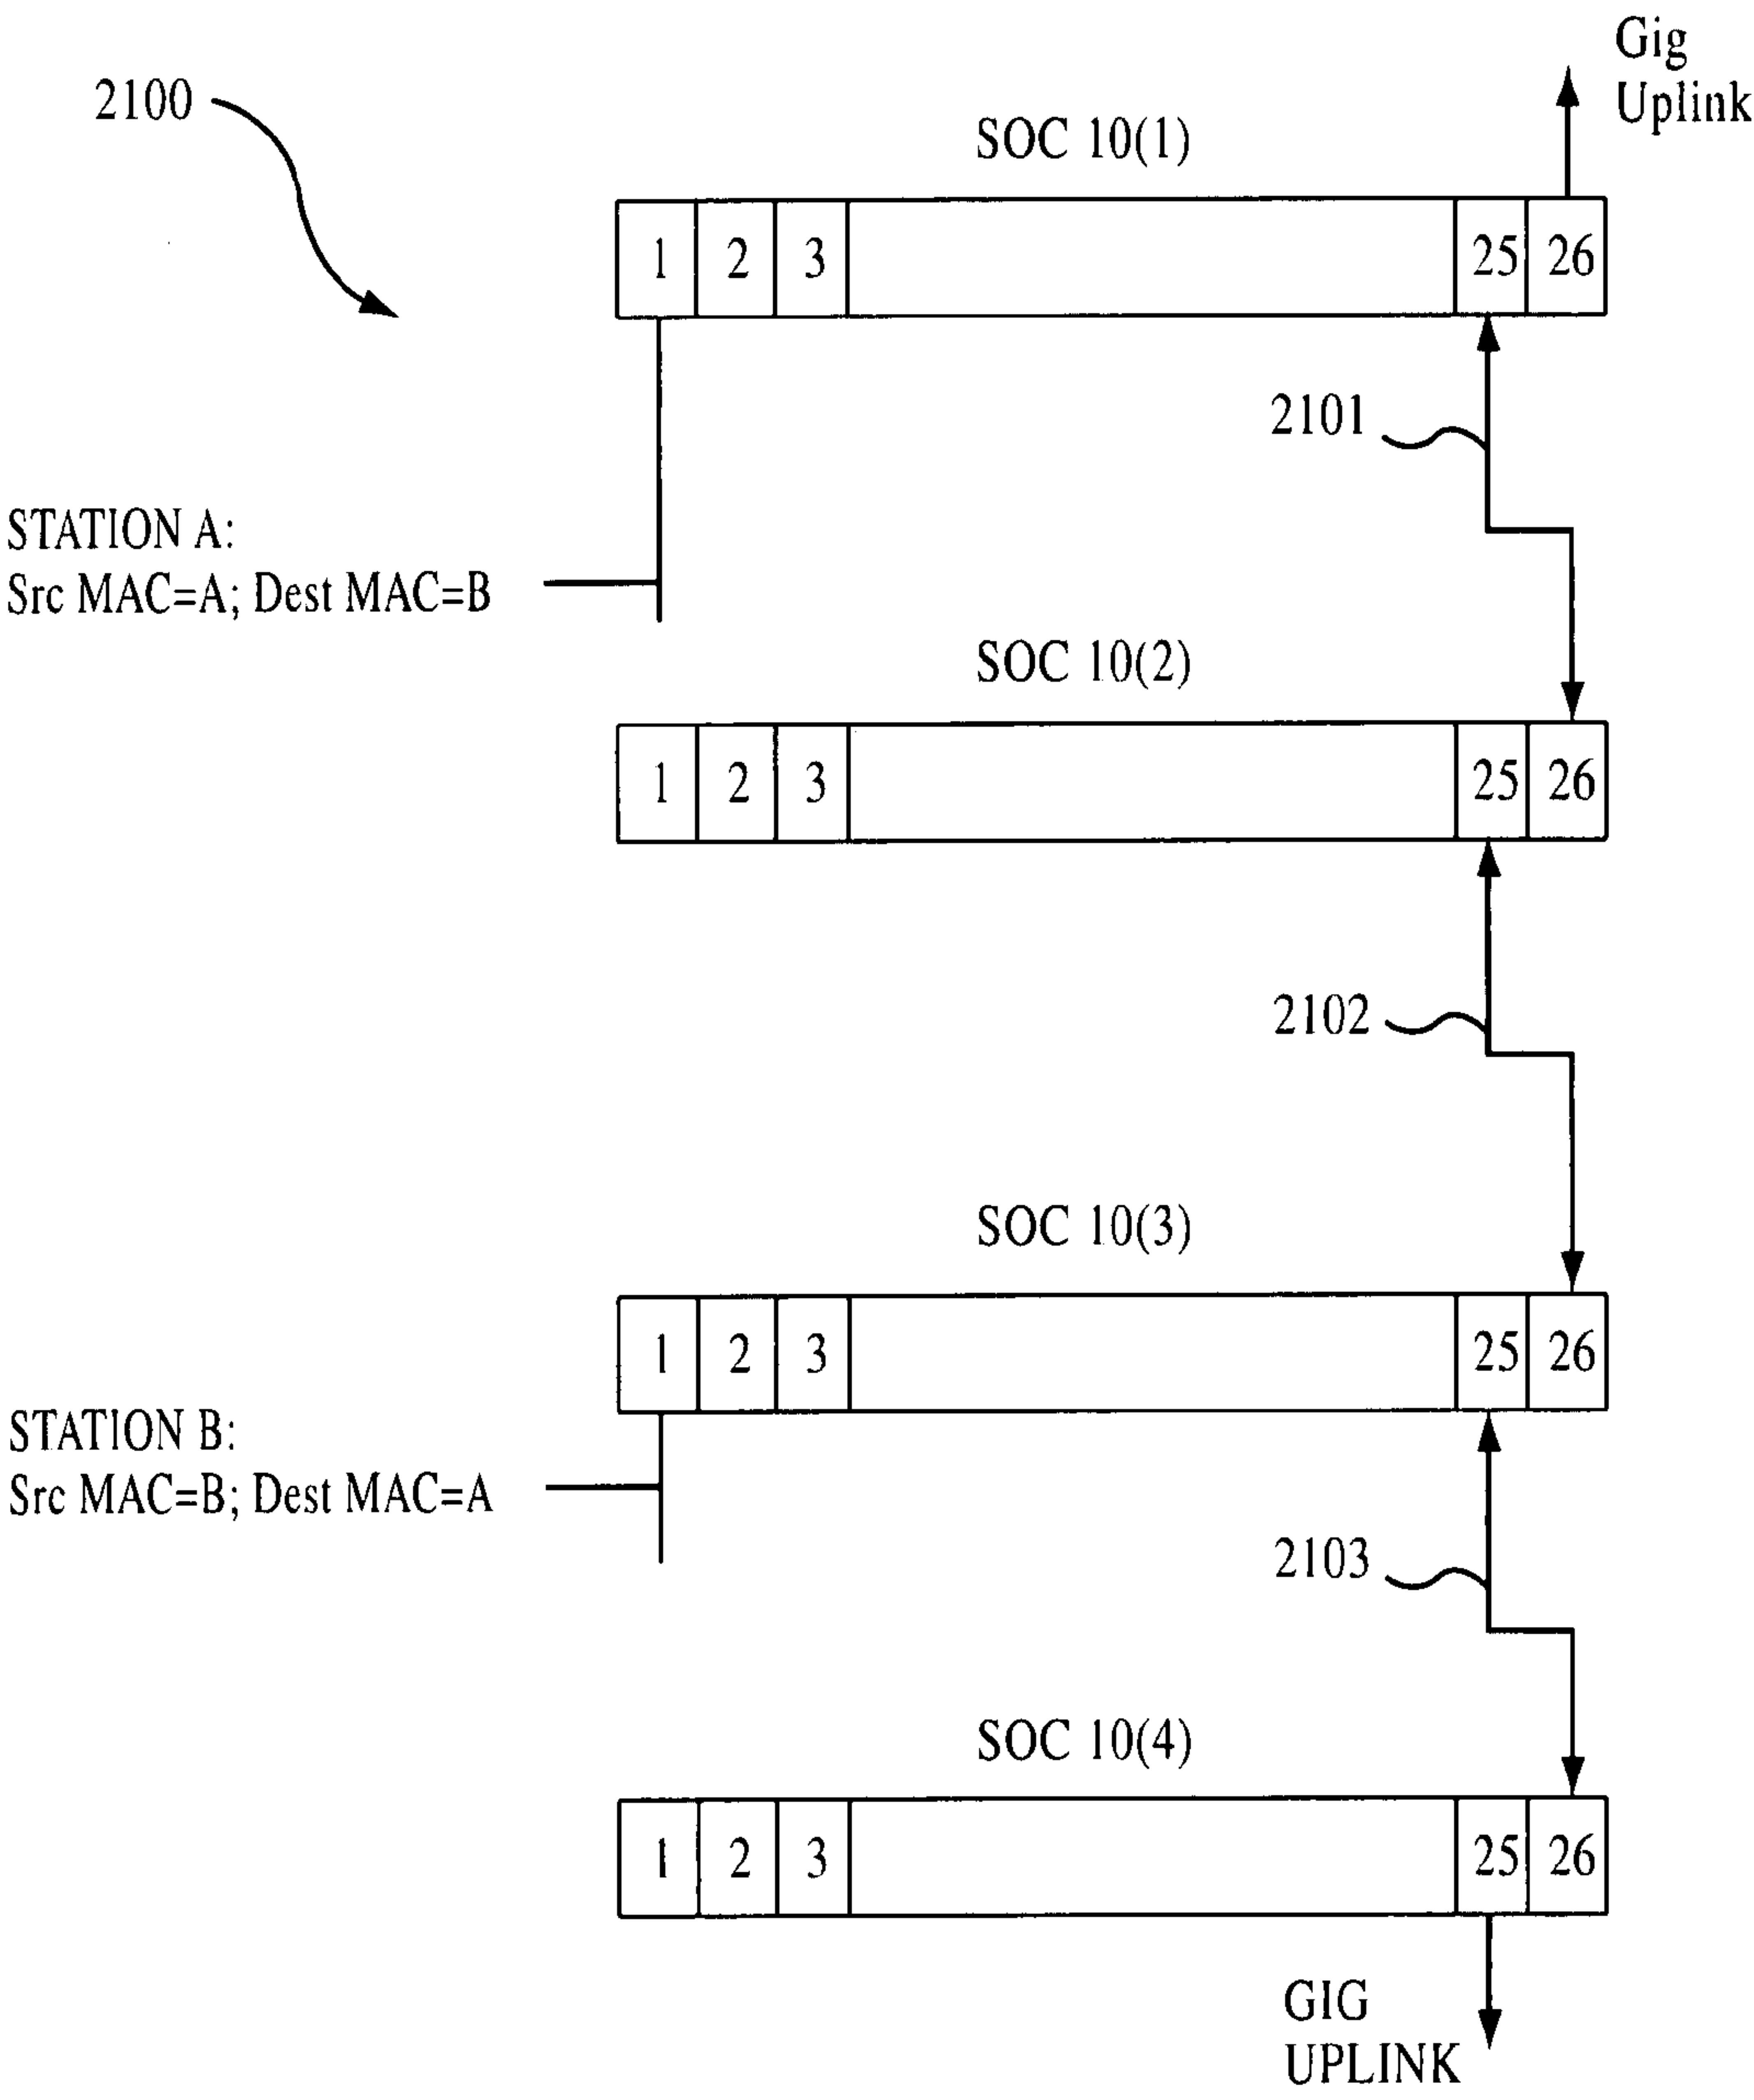 Gig
Uplink
2100
SOC 10(1)
1 2 3 25 26
2101
STATION A:
Src MAC=A; Dest MAC=B
SOC 10(2)
1 2 3 25 26
2102
SOC 10(3)
1 2 3 25 26
STATION B:
Src MAC=B; Dest MAC=A
2103
SOC 10(4)
1 2 3 25 26
GIG
UPLINK